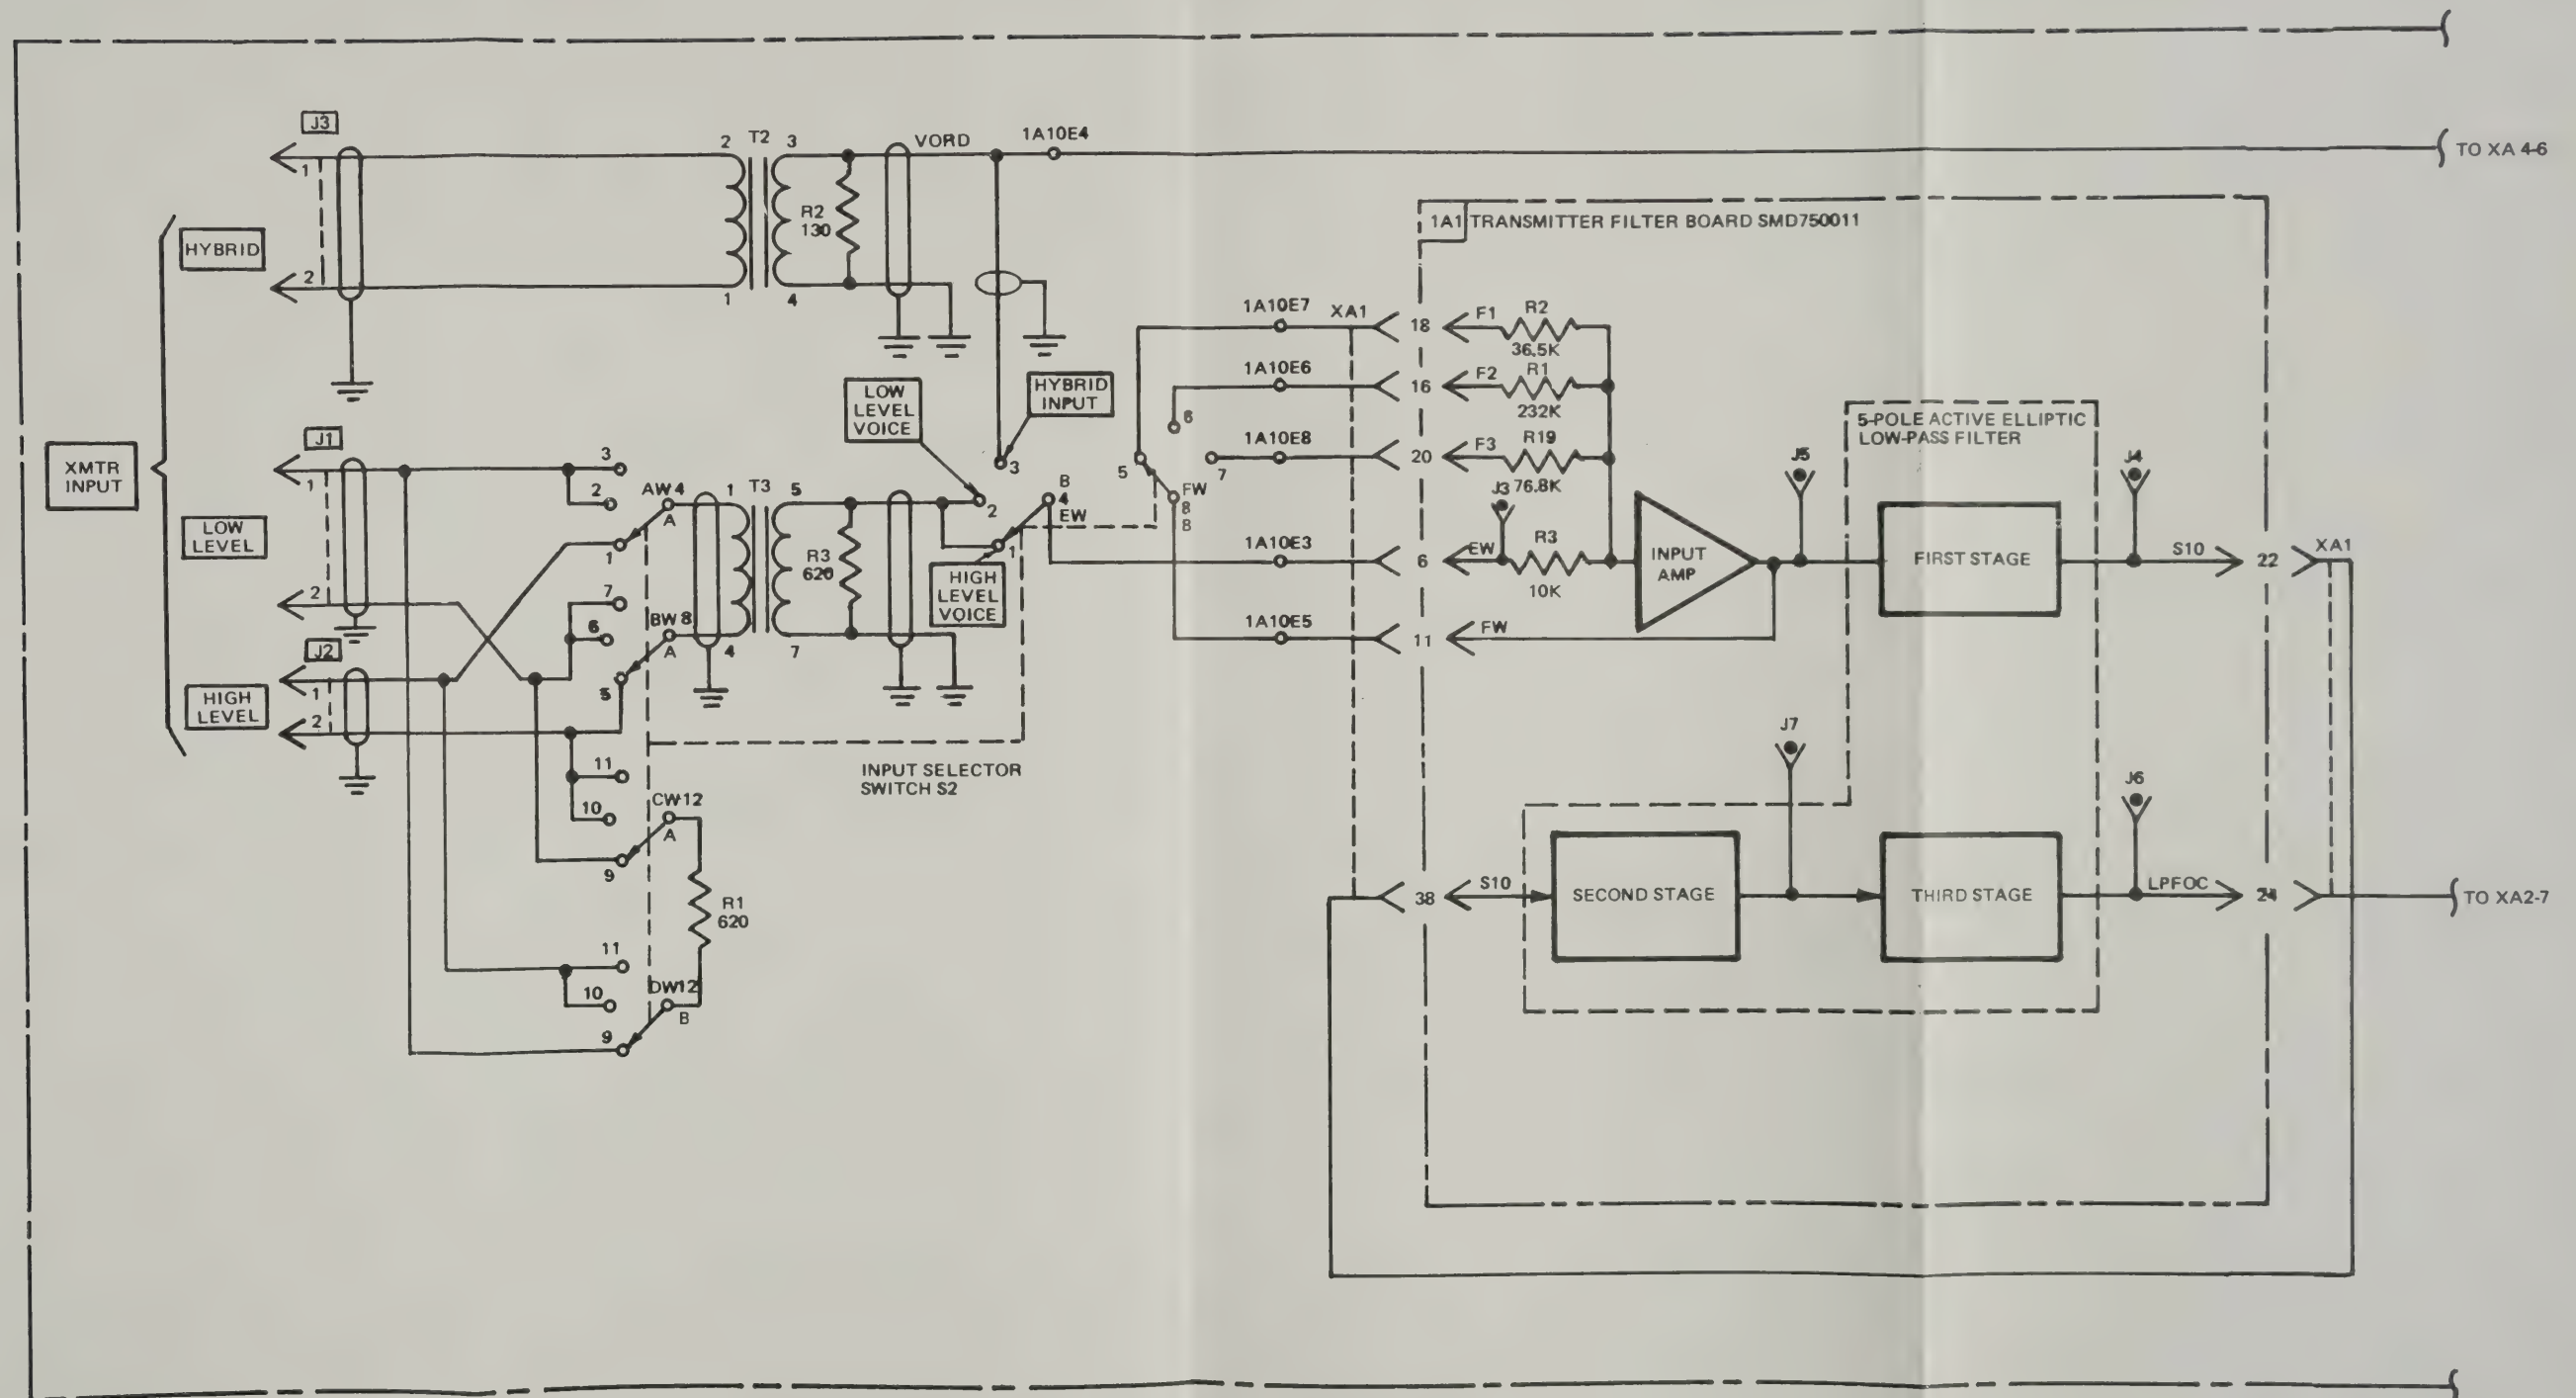 J3
1
2
HYBRID
2
T2
3
1
4
R2
130
VORD
1A10E4
TO XA 4-6
XMTR
INPUT
J1
1
2
LOW
LEVEL
J2
1
2
HIGH
LEVEL
3
2
AW 4
A
1
7
6
BW 8
A
5
1
T3
5
4
7
R3
620
LOW
LEVEL
VOICE
HYBRID
INPUT
3
2
B
4
EW
1
HIGH
LEVEL
VOICE
11
10
CW12
A
9
R1
620
11
10
DW12
B
9
INPUT SELECTOR
SWITCH S2
5
6
7
FW
8
B
1A10E7
1A10E6
1A10E8
1A10E3
1A10E5
XA1
1A1
TRANSMITTER FILTER BOARD SMD750011
18
F1
R2
36.5K
16
F2
R1
232K
20
F3
R19
76.8K
J3
6
EW
R3
10K
11
FW
INPUT
AMP
J5
5-POLE ACTIVE ELLIPTIC
LOW-PASS FILTER
FIRST STAGE
J4
S10
22
XA1
38
S10
SECOND STAGE
J7
THIRD STAGE
J6
LPFOC
24
TO XA2-7